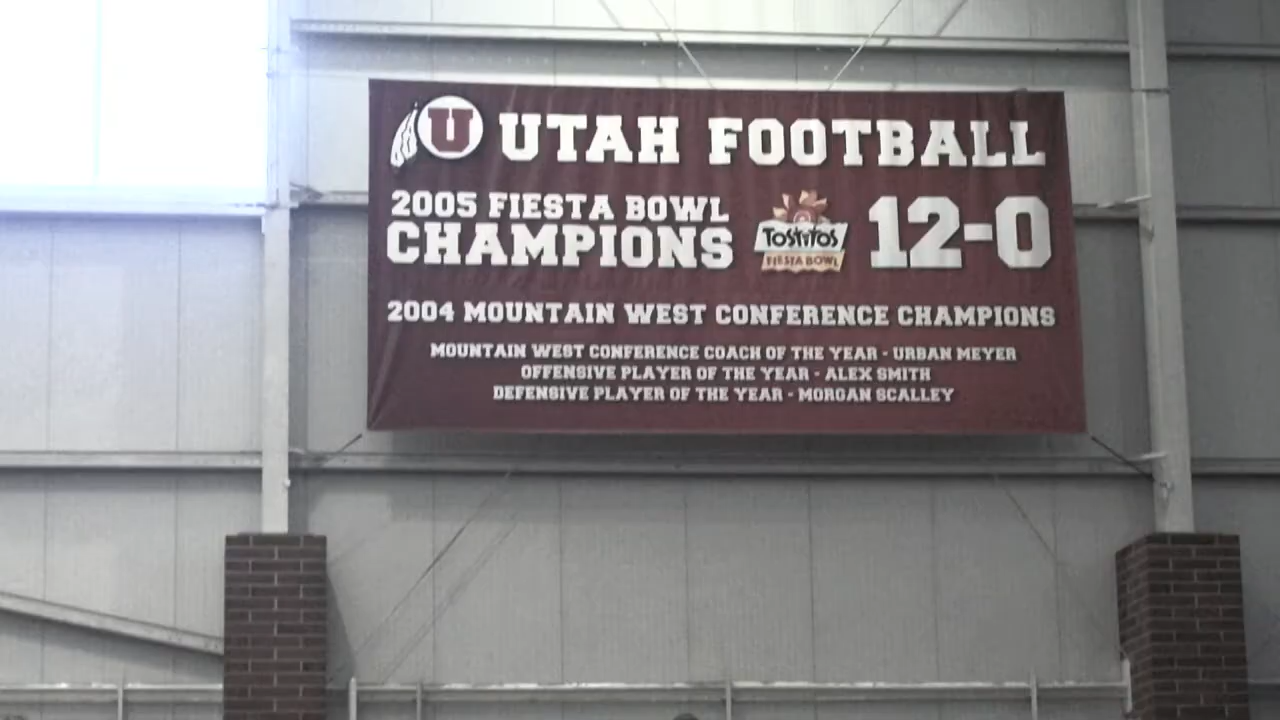 U UTAH FOOTBALL
2005 FIESTA BOWL
CHAMPIONS
TOSTITOS
FIESTA BOWL
12-0
2004 MOUNTAIN WEST CONFERENCE CHAMPIONS
MOUNTAIN WEST CONFERENCE COACH OF THE YEAR - URBAN MEYER
OFFENSIVE PLAYER OF THE YEAR - ALEX SMITH
DEFENSIVE PLAYER OF THE YEAR - MORGAN SCALLEY